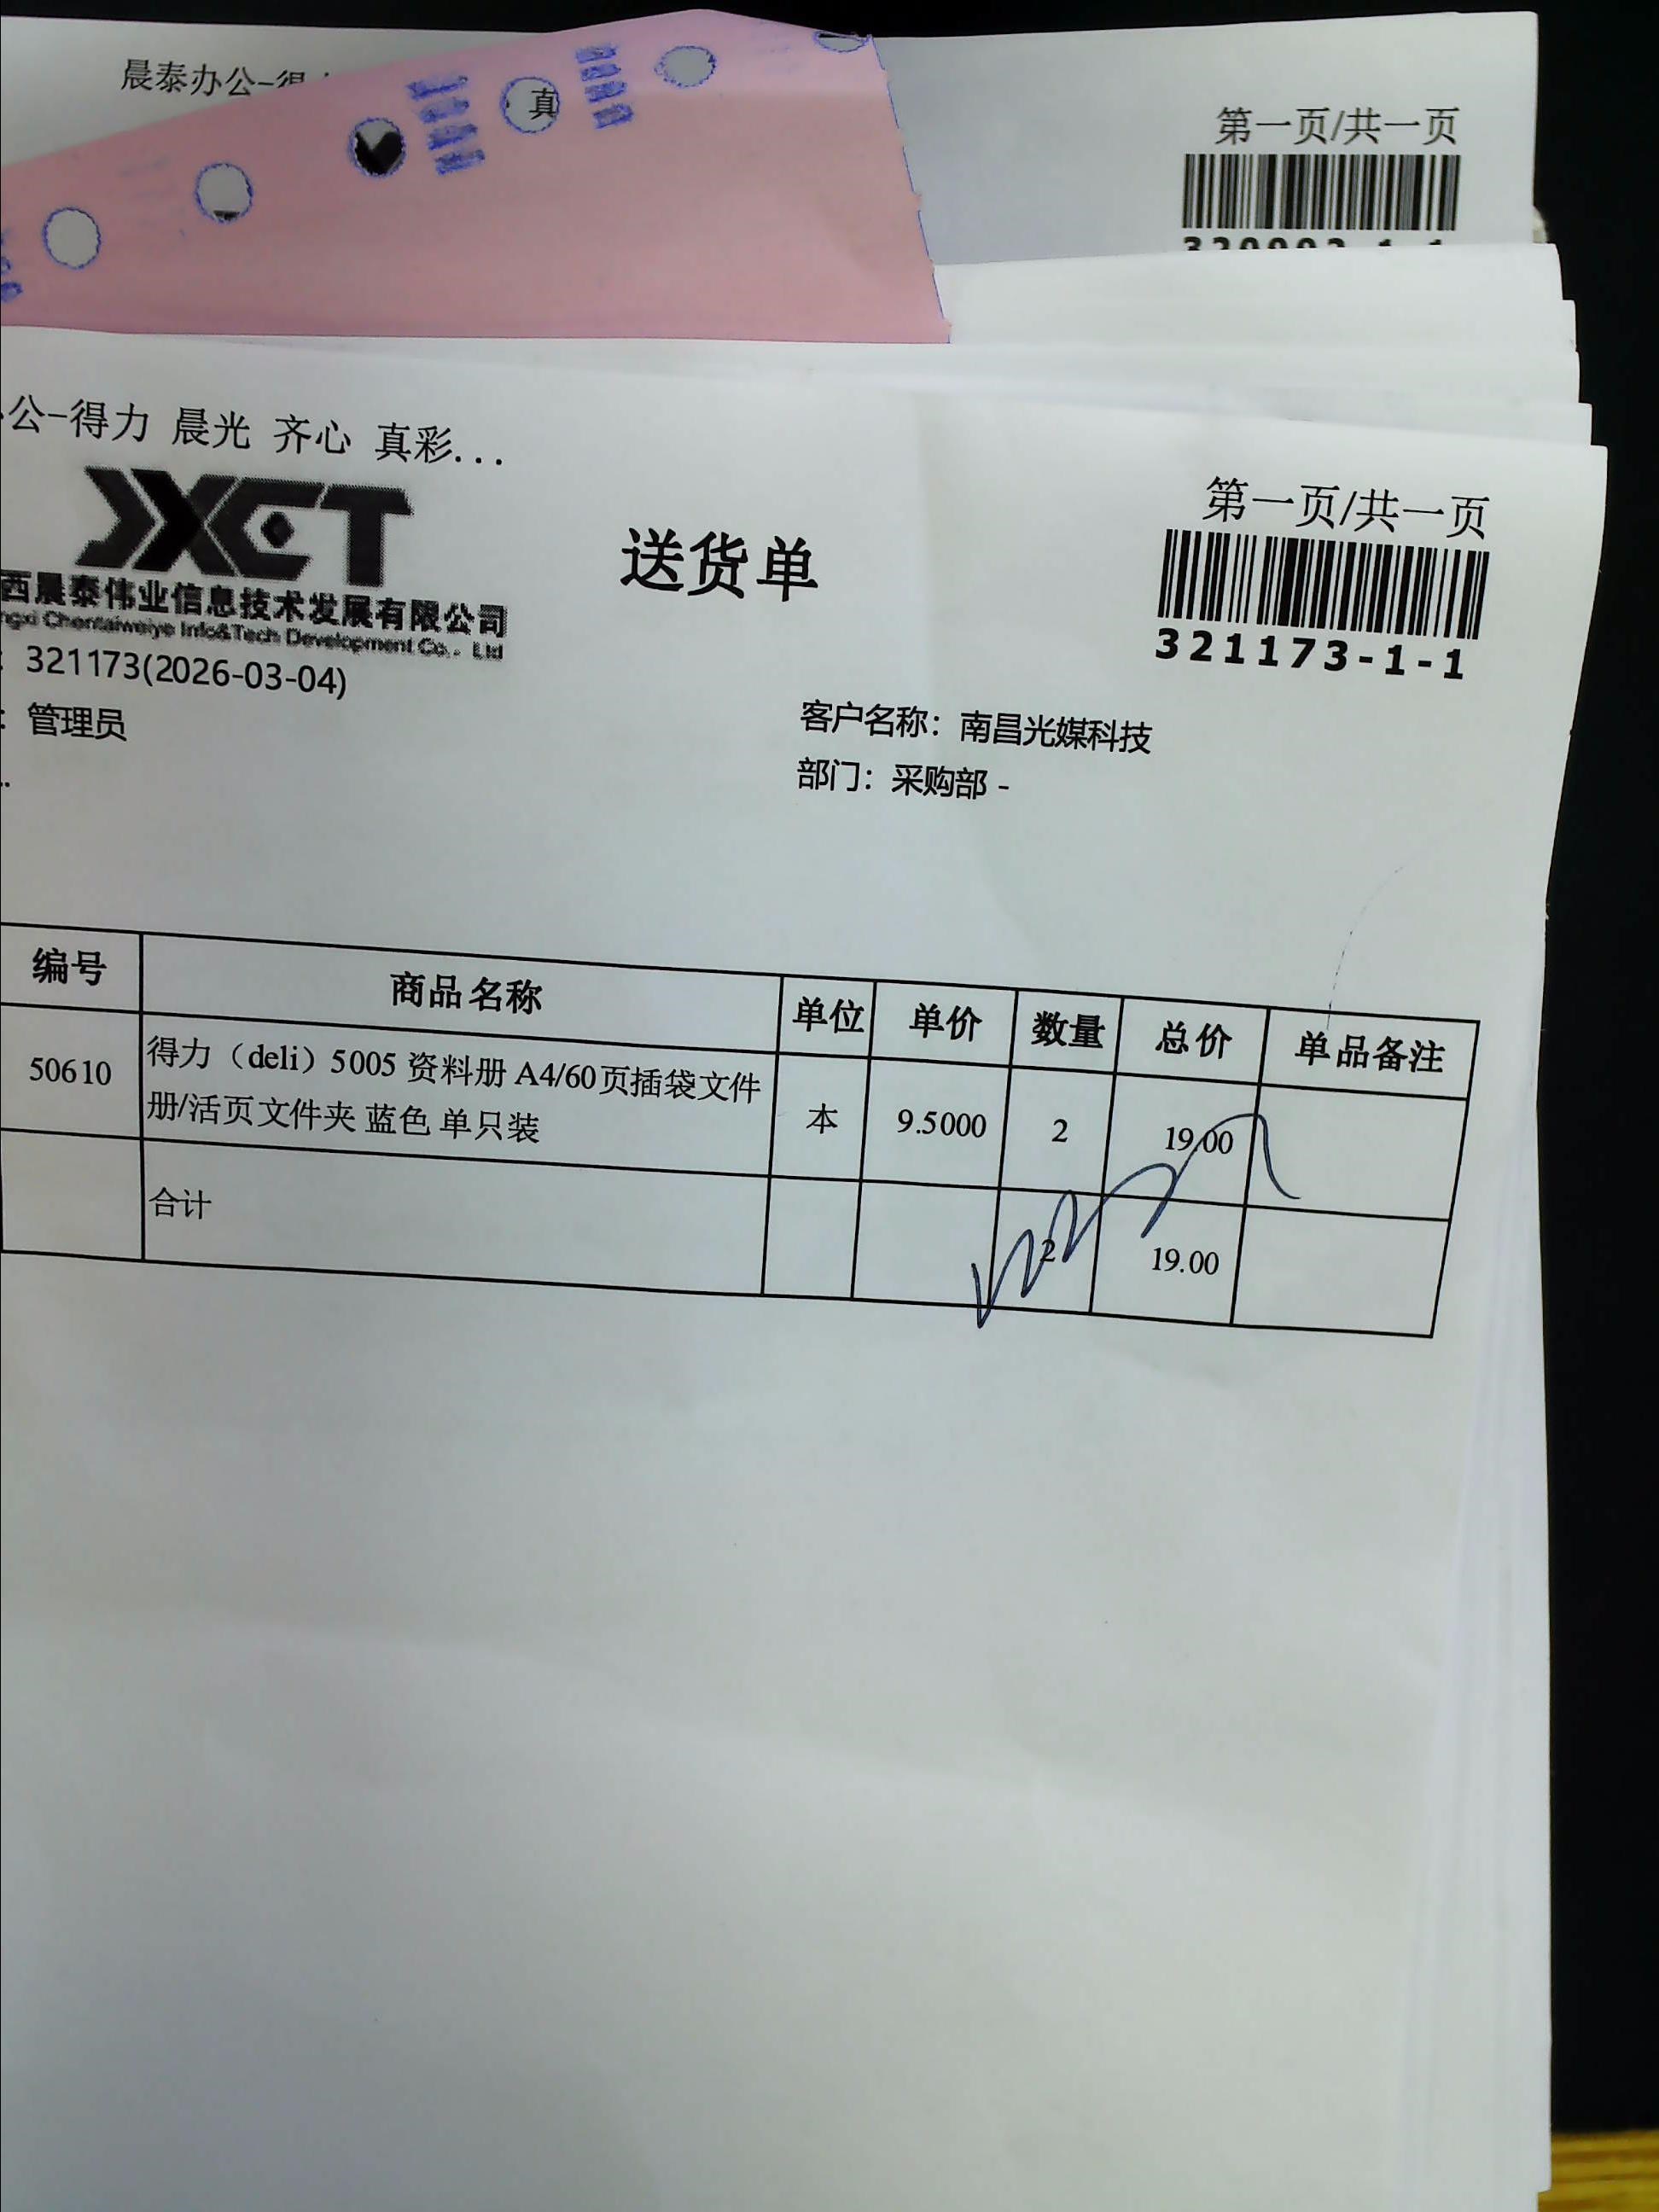 晨泰办公-得
真
第一页/共一页
公-得力 晨光 齐心 真彩...
JXCT
西晨泰伟业信息技术发展有限公司
ngxi Chentaiweiye Info&Tech Development Co., Ltd
第一页/共一页
321173-1-1
送货单
: 321173(2026-03-04)
: 管理员
客户名称：南昌光媒科技
部门：采购部 -
编号 商品名称 单位 单价 数量 总价 单品备注
50610 得力（deli）5005 资料册 A4/60页插袋文件 本 9.5000 2 19.00
册/活页文件夹 蓝色 单只装
合计 2 19.00